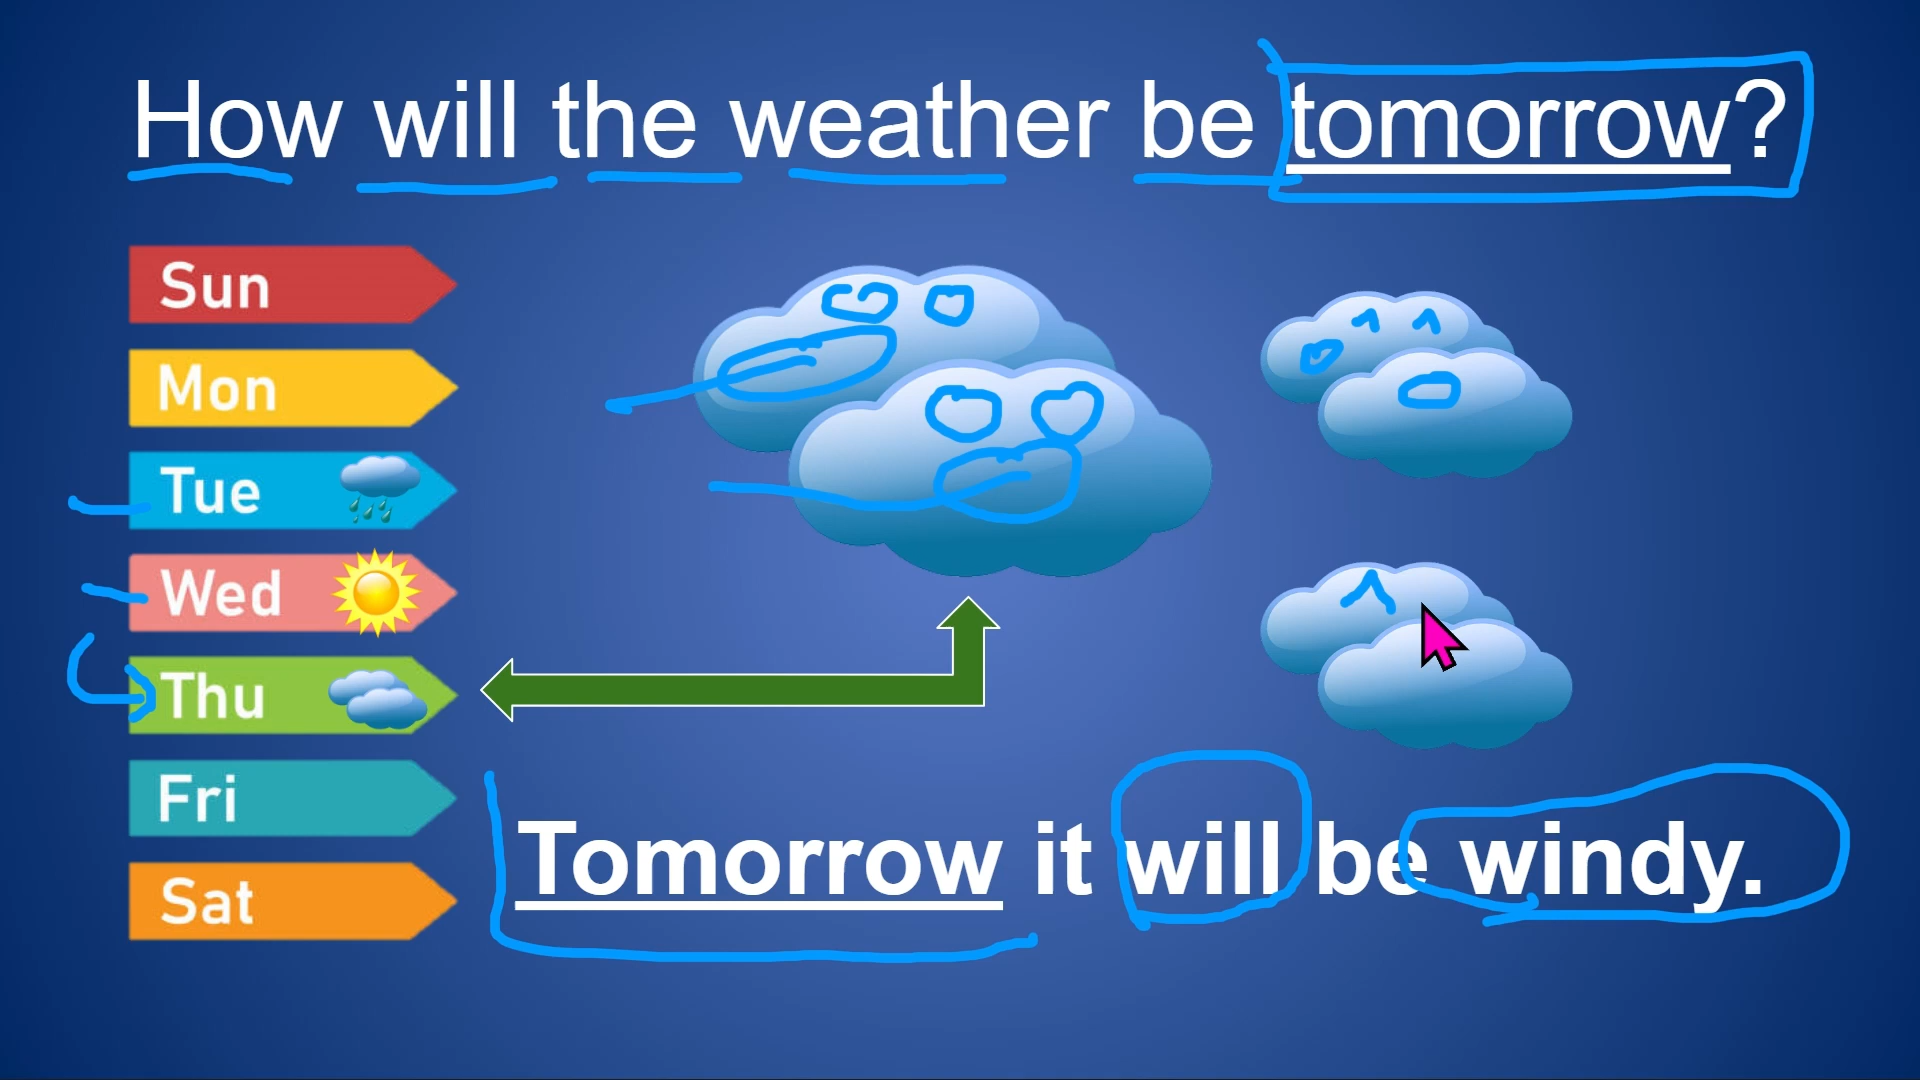 How will the weather be tomorrow?
Sun
Mon
Tue
Wed
Thu
Fri
Sat
Tomorrow it will be windy.